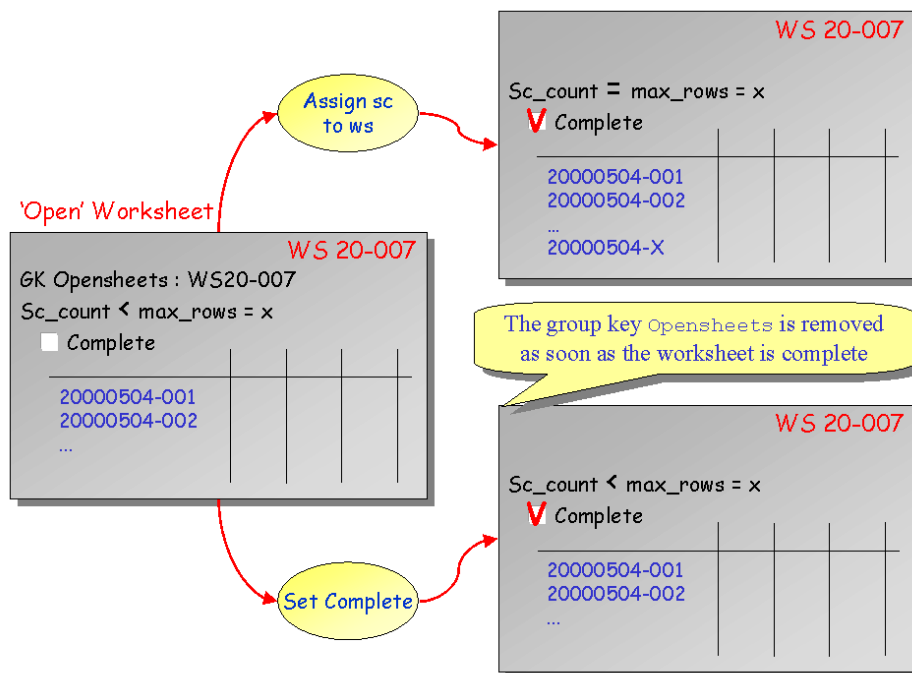 'Open' Worksheet
WS 20-007
GK Opensheets : WS20-007
Sc_count < max_rows = x
Complete
20000504-001
20000504-002
...
Assign sc
to ws
Set Complete
WS 20-007
Sc_count = max_rows = x
V Complete
20000504-001
20000504-002
...
20000504-X
The group key Opensheets is removed
as soon as the worksheet is complete
WS 20-007
Sc_count < max_rows = x
V Complete
20000504-001
20000504-002
...